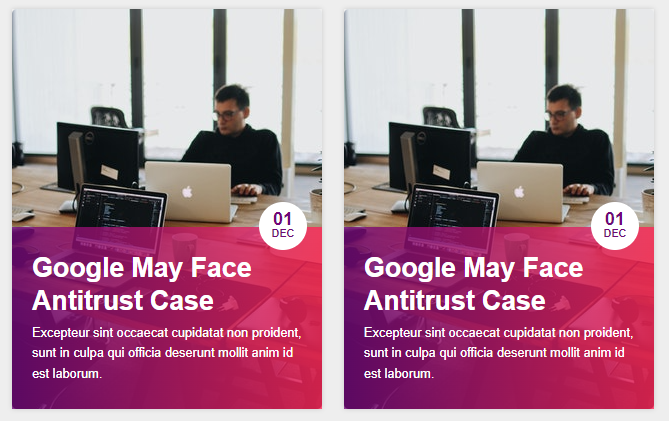 01
DEC
Google May Face
Antitrust Case
Excepteur sint occaecat cupidatat non proident,
sunt in culpa qui officia deserunt mollit anim id
est laborum.
01
DEC
Google May Face
Antitrust Case
Excepteur sint occaecat cupidatat non proident,
sunt in culpa qui officia deserunt mollit anim id
est laborum.